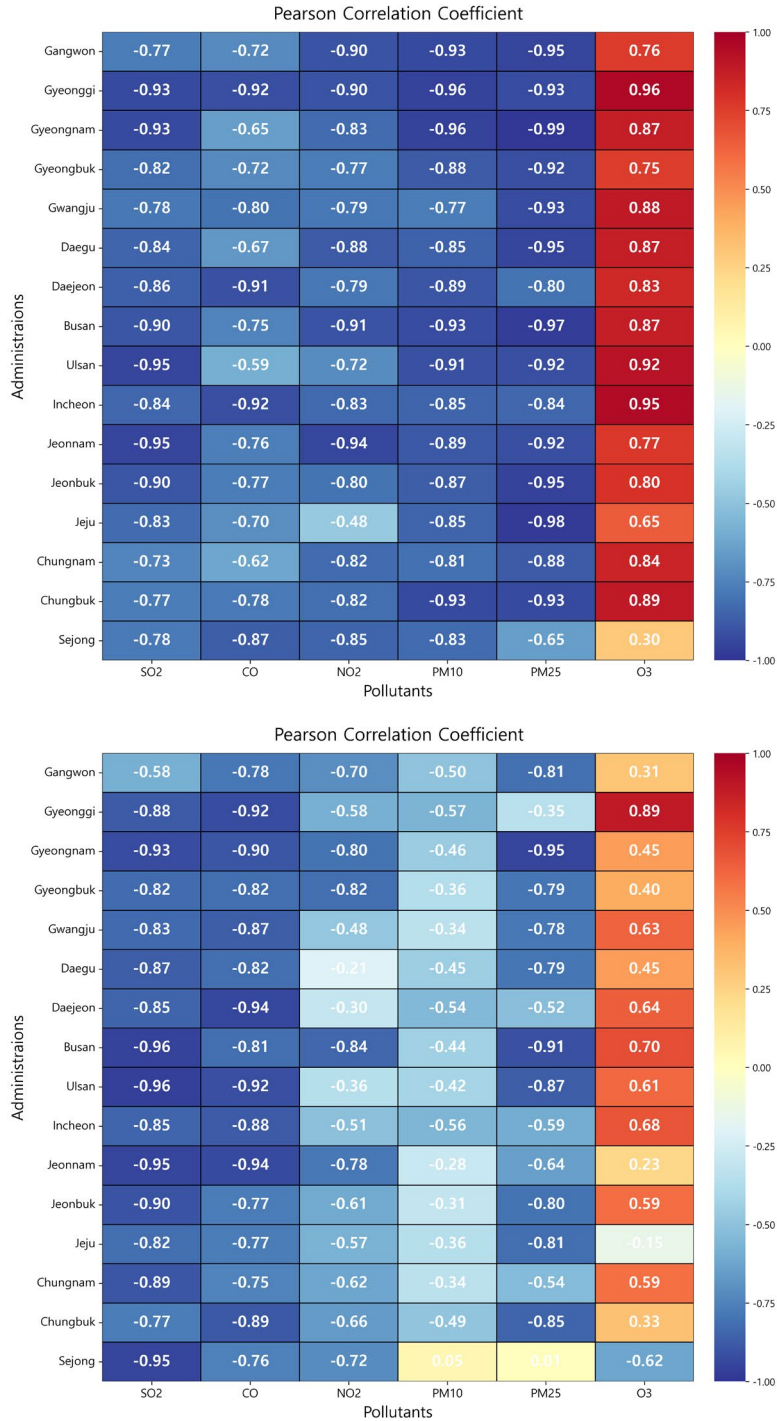 Pearson Correlation Coefficient
Gangwon -0.77 -0.72 -0.90 -0.93 -0.95 0.76
Gyeonggi -0.93 -0.92 -0.90 -0.96 -0.93 0.96
Gyeongnam -0.93 -0.65 -0.83 -0.96 -0.99 0.87
Gyeongbuk -0.82 -0.72 -0.77 -0.88 -0.92 0.75
Gwangju -0.78 -0.80 -0.79 -0.77 -0.93 0.88
Daegu -0.84 -0.67 -0.88 -0.85 -0.95 0.87
Daejeon -0.86 -0.91 -0.79 -0.89 -0.80 0.83
Busan -0.90 -0.75 -0.91 -0.93 -0.97 0.87
Ulsan -0.95 -0.59 -0.72 -0.91 -0.92 0.92
Incheon -0.84 -0.92 -0.83 -0.85 -0.84 0.95
Jeonnam -0.95 -0.76 -0.94 -0.89 -0.92 0.77
Jeonbuk -0.90 -0.77 -0.80 -0.87 -0.95 0.80
Jeju -0.83 -0.70 -0.48 -0.85 -0.98 0.65
Chungnam -0.73 -0.62 -0.82 -0.81 -0.88 0.84
Chungbuk -0.77 -0.78 -0.82 -0.93 -0.93 0.89
Sejong -0.78 -0.87 -0.85 -0.83 -0.65 0.30
SO2 CO NO2 PM10 PM25 O3
Pollutants
Administraions
1.00
0.75
0.50
0.25
0.00
-0.25
-0.50
-0.75
-1.00
Pearson Correlation Coefficient
Gangwon -0.58 -0.78 -0.70 -0.50 -0.81 0.31
Gyeonggi -0.88 -0.92 -0.58 -0.57 -0.35 0.89
Gyeongnam -0.93 -0.90 -0.80 -0.46 -0.95 0.45
Gyeongbuk -0.82 -0.82 -0.82 -0.36 -0.79 0.40
Gwangju -0.83 -0.87 -0.48 -0.34 -0.78 0.63
Daegu -0.87 -0.82 -0.21 -0.45 -0.79 0.45
Daejeon -0.85 -0.94 -0.30 -0.54 -0.52 0.64
Busan -0.96 -0.81 -0.84 -0.44 -0.91 0.70
Ulsan -0.96 -0.92 -0.36 -0.42 -0.87 0.61
Incheon -0.85 -0.88 -0.51 -0.56 -0.59 0.68
Jeonnam -0.95 -0.94 -0.78 -0.28 -0.64 0.23
Jeonbuk -0.90 -0.77 -0.61 -0.31 -0.80 0.59
Jeju -0.82 -0.77 -0.57 -0.36 -0.81 -0.15
Chungnam -0.89 -0.75 -0.62 -0.34 -0.54 0.59
Chungbuk -0.77 -0.89 -0.66 -0.49 -0.85 0.33
Sejong -0.95 -0.76 -0.72 0.05 0.01 -0.62
SO2 CO NO2 PM10 PM25 O3
Pollutants
Administraions
1.00
0.75
0.50
0.25
0.00
-0.25
-0.50
-0.75
-1.00